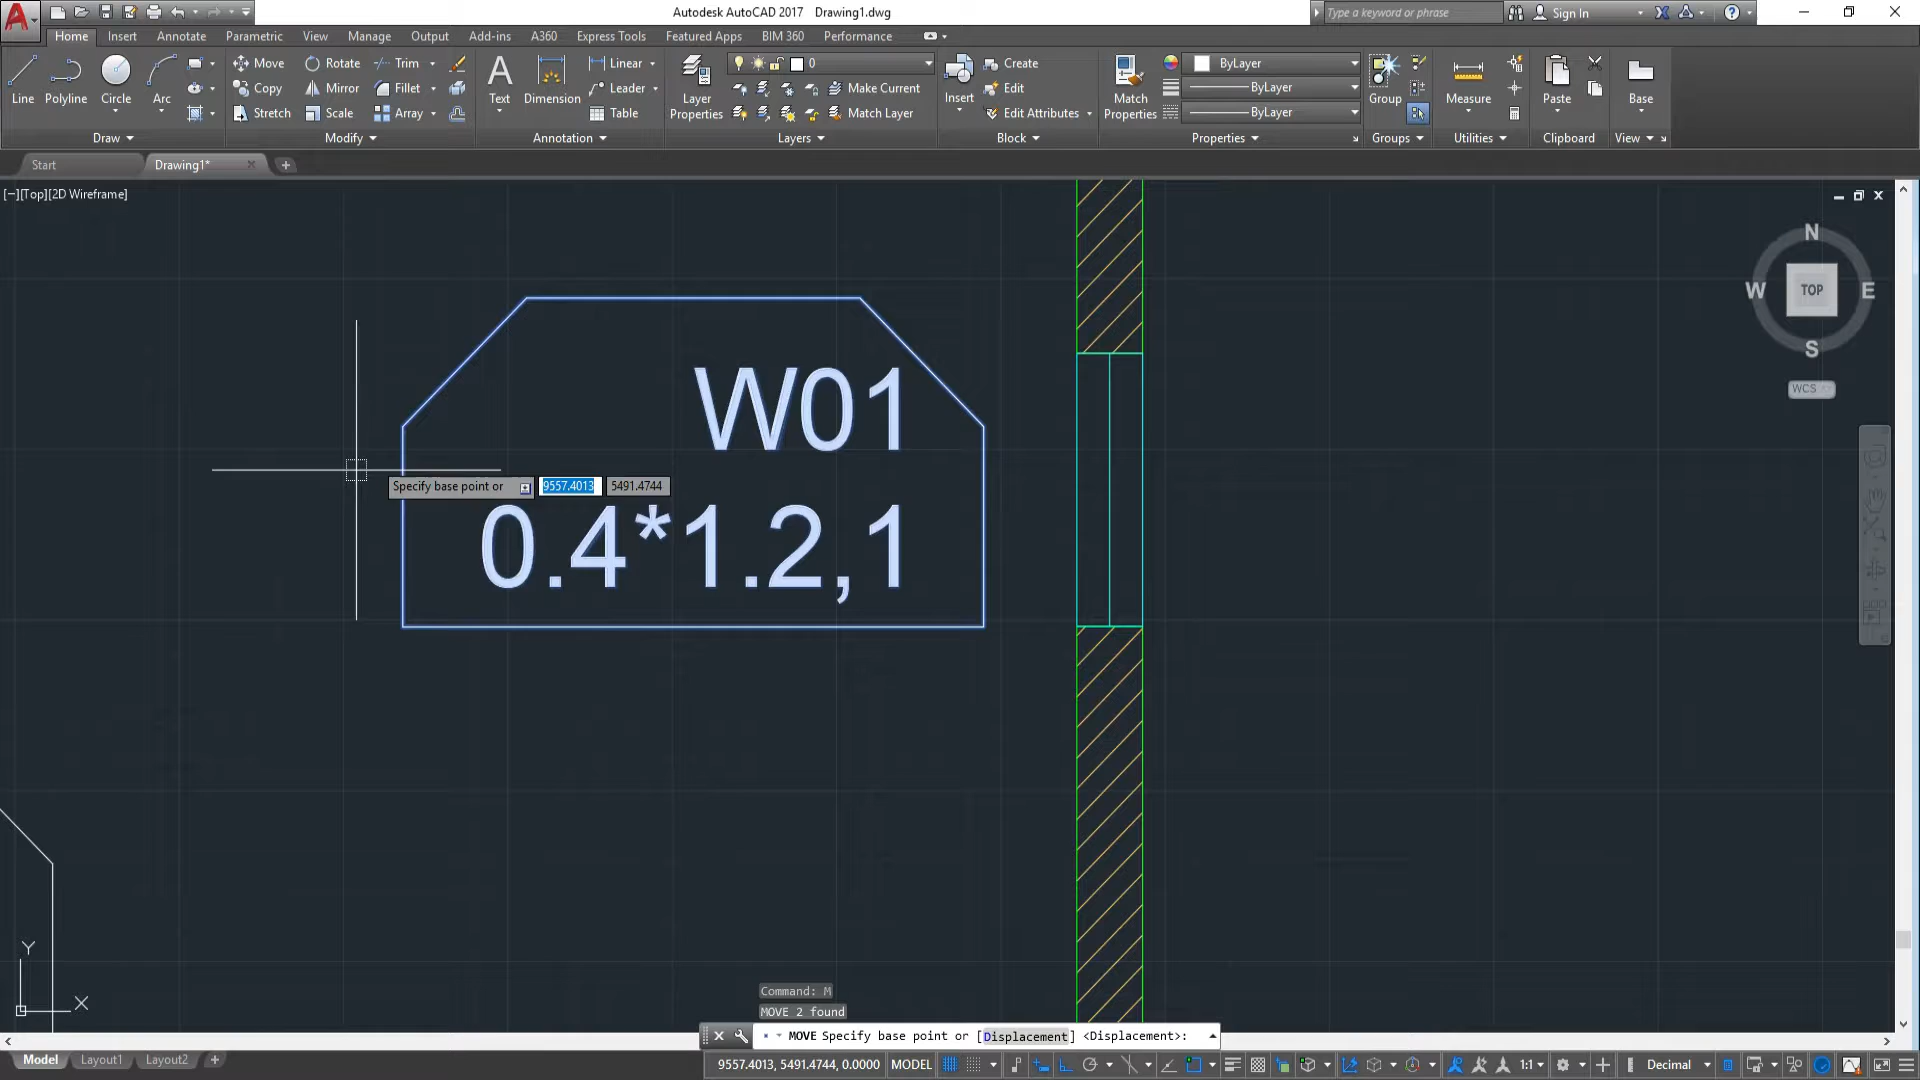 Autodesk AutoCAD 2017 Drawing1.dwg
Type a keyword or phrase
Sign In
Home Insert Annotate Parametric View Manage Output Add-ins A360 Express Tools Featured Apps BIM 360 Performance
Line
Polyline
Circle
Arc
Move
Copy
Stretch
Rotate
Mirror
Scale
Trim
Fillet
Array
Text
Dimension
Linear
Leader
Table
Layer
Properties
0
Make Current
Match Layer
Insert
Create
Edit
Edit Attributes
Match
Properties
ByLayer
ByLayer
ByLayer
Group
Measure
Paste
Base
Draw
Modify
Annotation
Layers
Block
Properties
Groups
Utilities
Clipboard
View
Start
Drawing1*
[−][Top][2D Wireframe]
N
W
TOP
E
S
WCS
W01
Specify base point or
9557.4013
5491.4744
0.4*1.2,1
Y
X
Command: M
MOVE 2 found
MOVE Specify base point or [Displacement] <Displacement>:
Model
Layout1
Layout2
9557.4013, 5491.4744, 0.0000
MODEL
1:1
Decimal